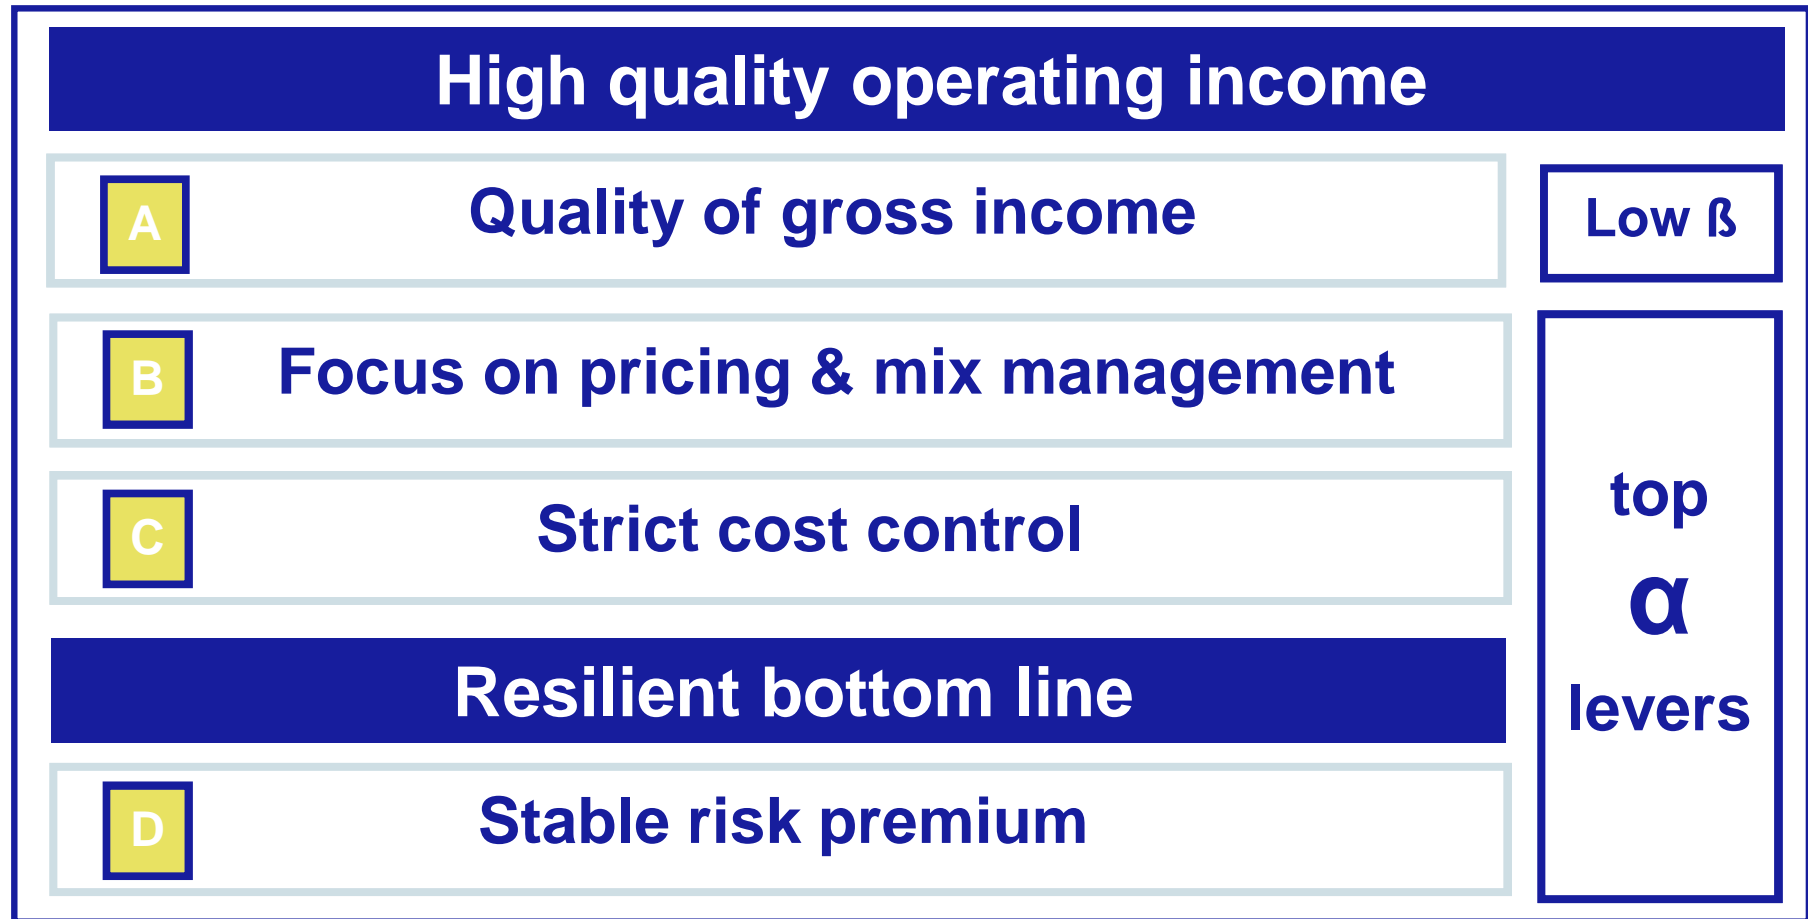 High quality operating income
A
Quality of gross income
Low ß
B
Focus on pricing & mix management
C
Strict cost control
top
α
levers
Resilient bottom line
D
Stable risk premium